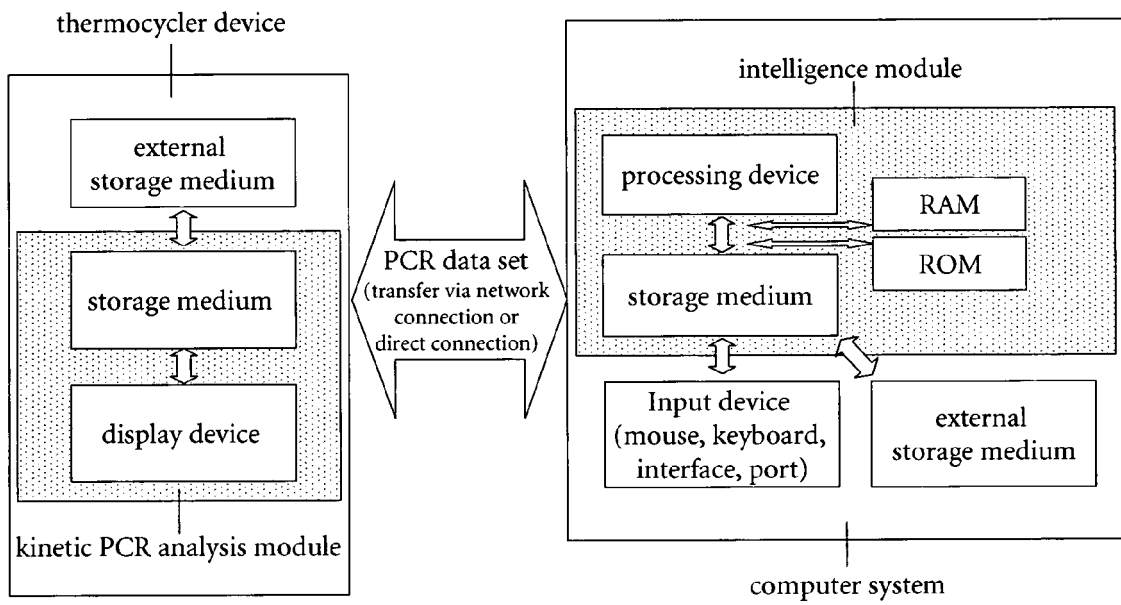 thermocycler device
external
storage medium
storage medium
display device
kinetic PCR analysis module
PCR data set
(transfer via network
connection or
direct connection)
intelligence module
processing device
RAM
ROM
storage medium
Input device
(mouse, keyboard,
interface, port)
external
storage medium
computer system